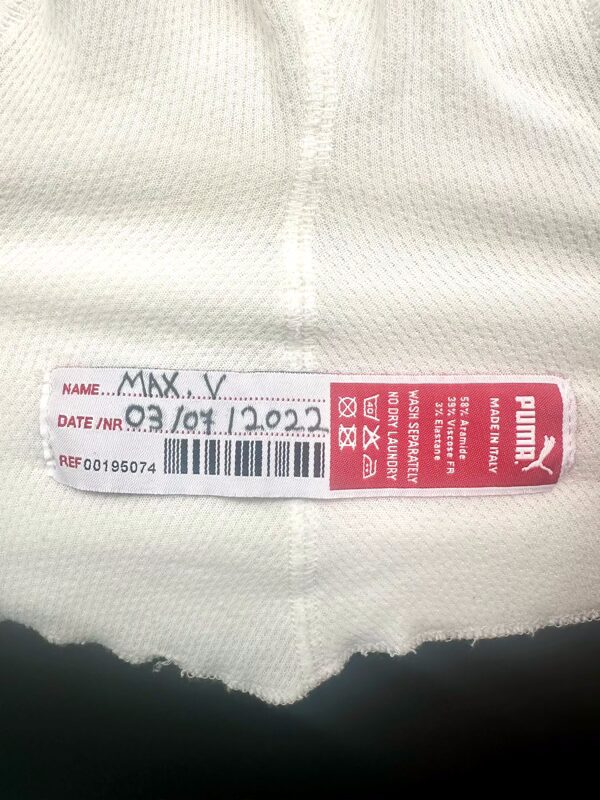 NAME...MAX. V
DATE /NR 03/07/2022
REF 00195074
NO DRY LAUNDRY
WASH SEPARATELY
58% Aramide
39% Viscose FR
3% Elastane
MADE IN ITALY
PUMA